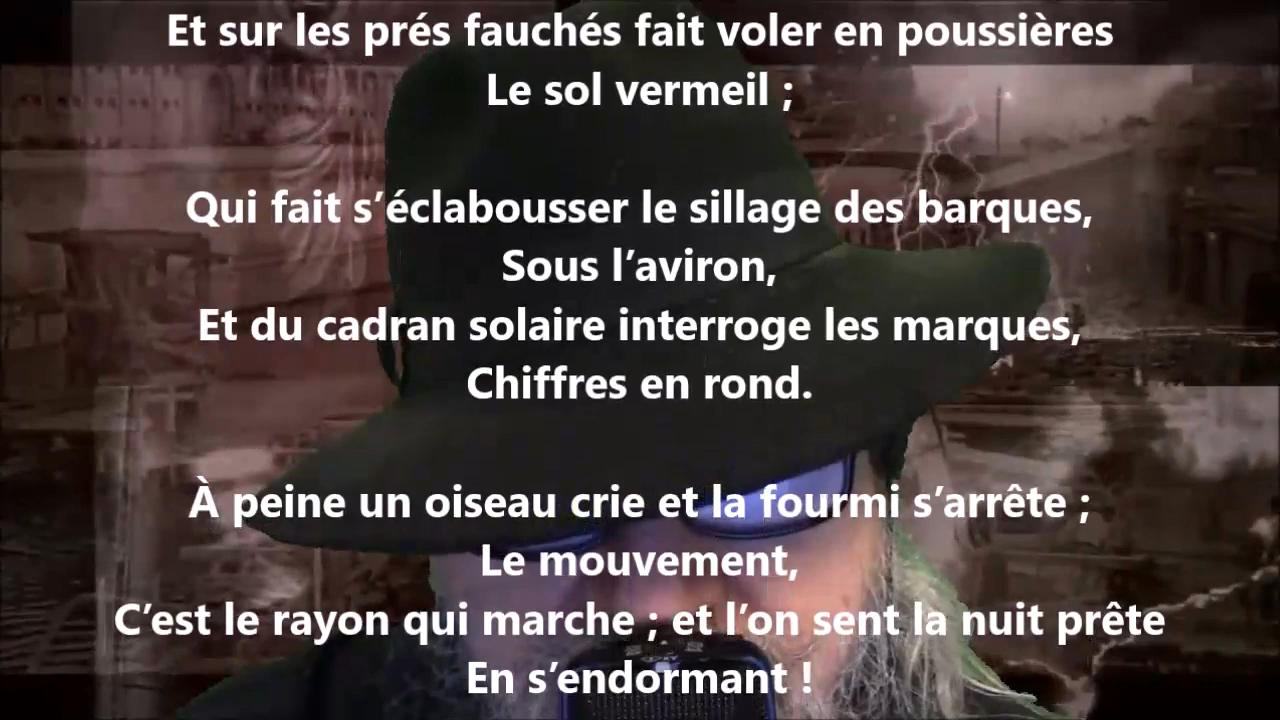 Et sur les prés fauchés fait voler en poussières
Le sol vermeil ;
Qui fait s’éclabousser le sillage des barques,
Sous l’aviron,
Et du cadran solaire interroge les marques,
Chiffres en rond.
À peine un oiseau crie et la fourmi s’arrête ;
Le mouvement,
C’est le rayon qui marche ; et l’on sent la nuit prête
En s’endormant !